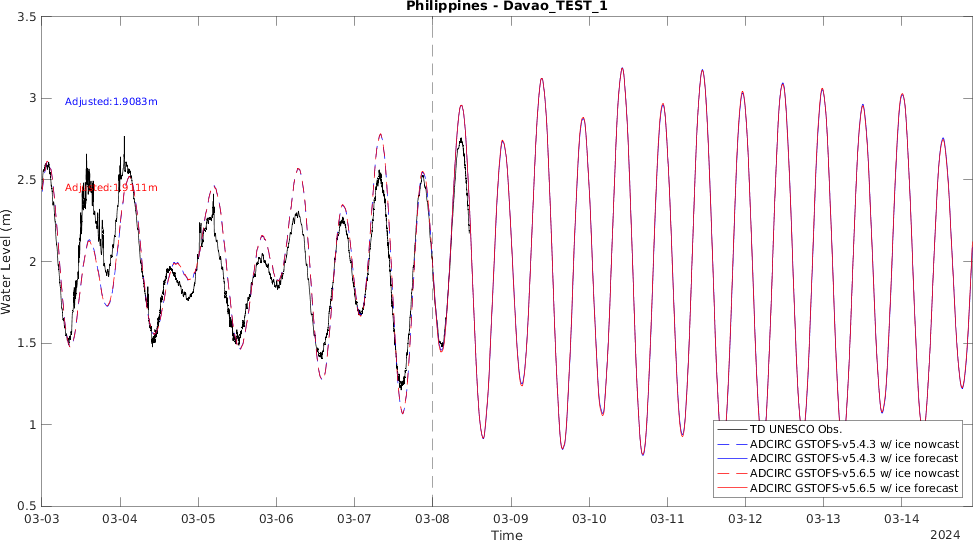 Philippines - Davao_TEST_1
3.5
3
2.5
2
1.5
1
0.5
Water Level (m)
Adjusted:1.9083m
Adjusted:1.9111m
TD UNESCO Obs.
ADCIRC GSTOFS-v5.4.3 w/ ice nowcast
ADCIRC GSTOFS-v5.4.3 w/ ice forecast
ADCIRC GSTOFS-v5.6.5 w/ ice nowcast
ADCIRC GSTOFS-v5.6.5 w/ ice forecast
03-03 03-04 03-05 03-06 03-07 03-08 03-09 03-10 03-11 03-12 03-13 03-14
Time
2024